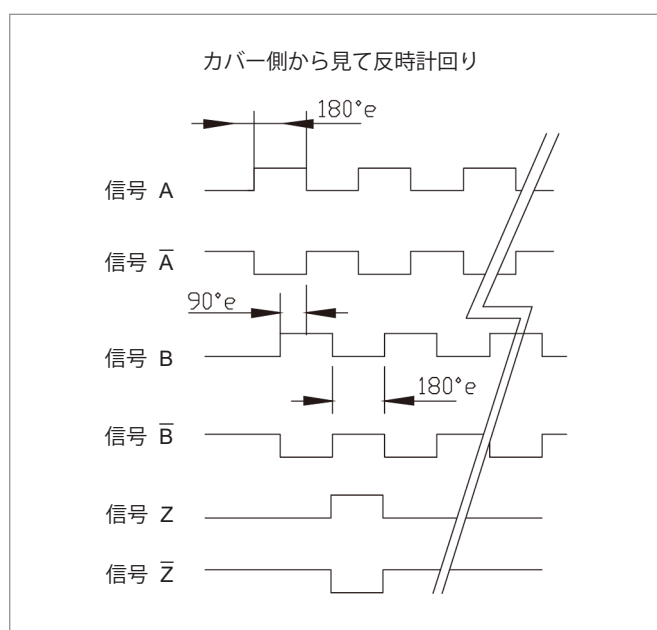 カバー側から見て反時計回り
180°e
信号 A
信号 A̅
90°e
信号 B
180°e
信号 B̅
信号 Z
信号 Z̅